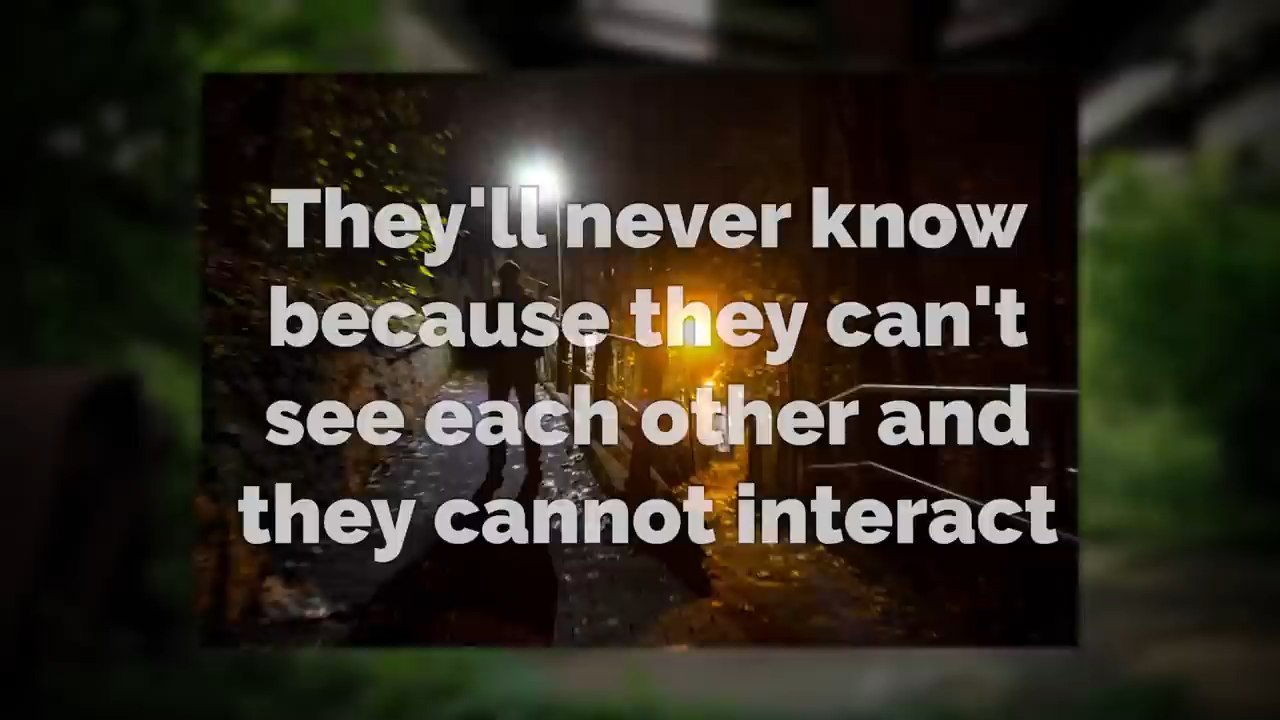 They'll never know
because they can't
see each other and
they cannot interact